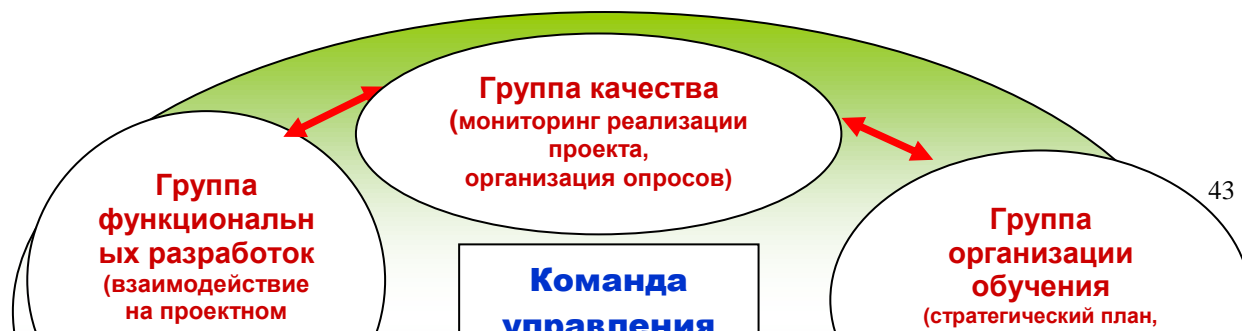 Группа качества
(мониторинг реализации
проекта,
организация опросов)
Группа
функциональн
ых разработок
(взаимодействие
на проектном
Команда
управления
43
Группа
организации
обучения
(стратегический план,